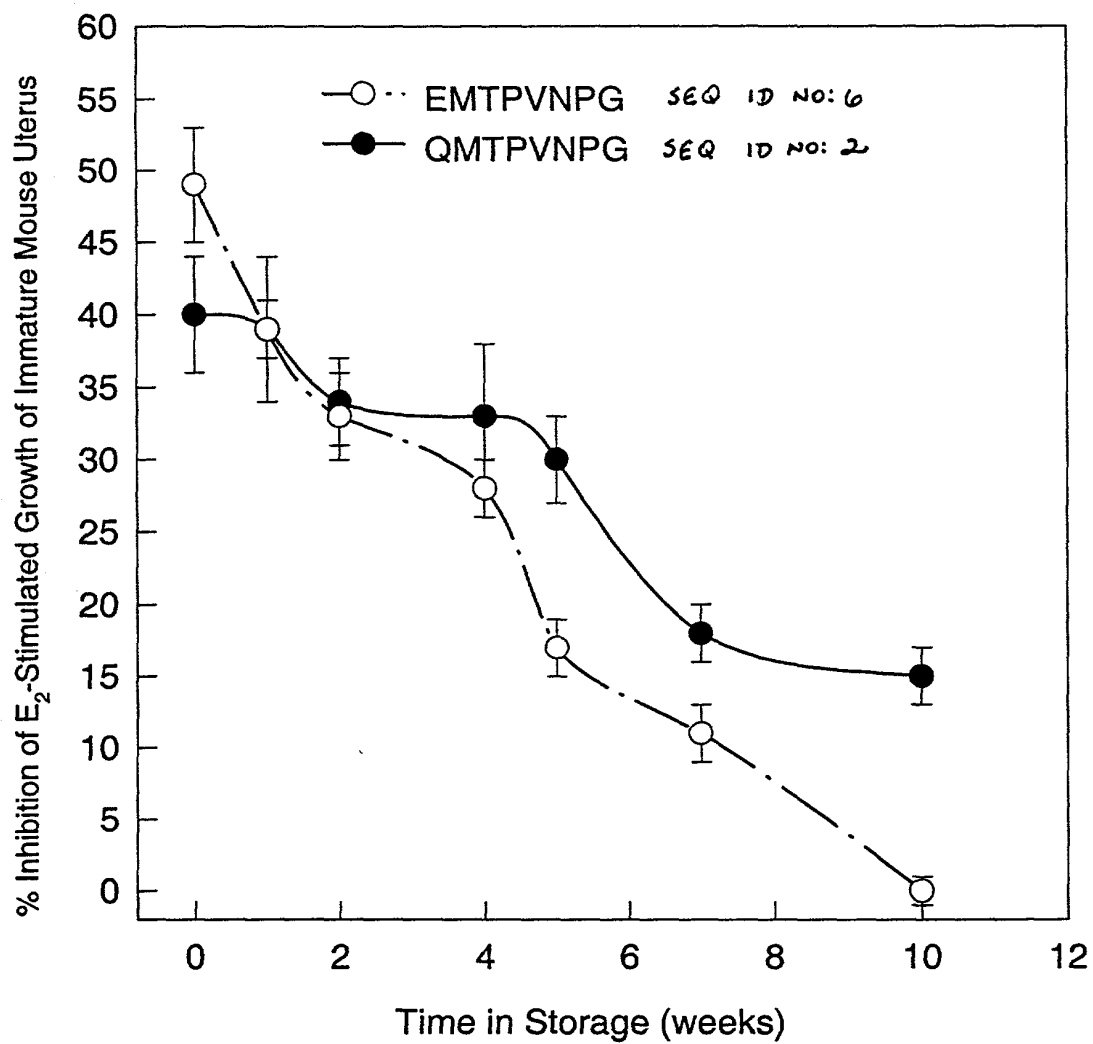 60
55
50
45
40
35
30
25
20
15
10
5
0
% Inhibition of E₂-Stimulated Growth of Immature Mouse Uterus
EMTPVNPG SEQ ID NO: 6
QMTPVNPG SEQ ID NO: 2
0 2 4 6 8 10 12
Time in Storage (weeks)